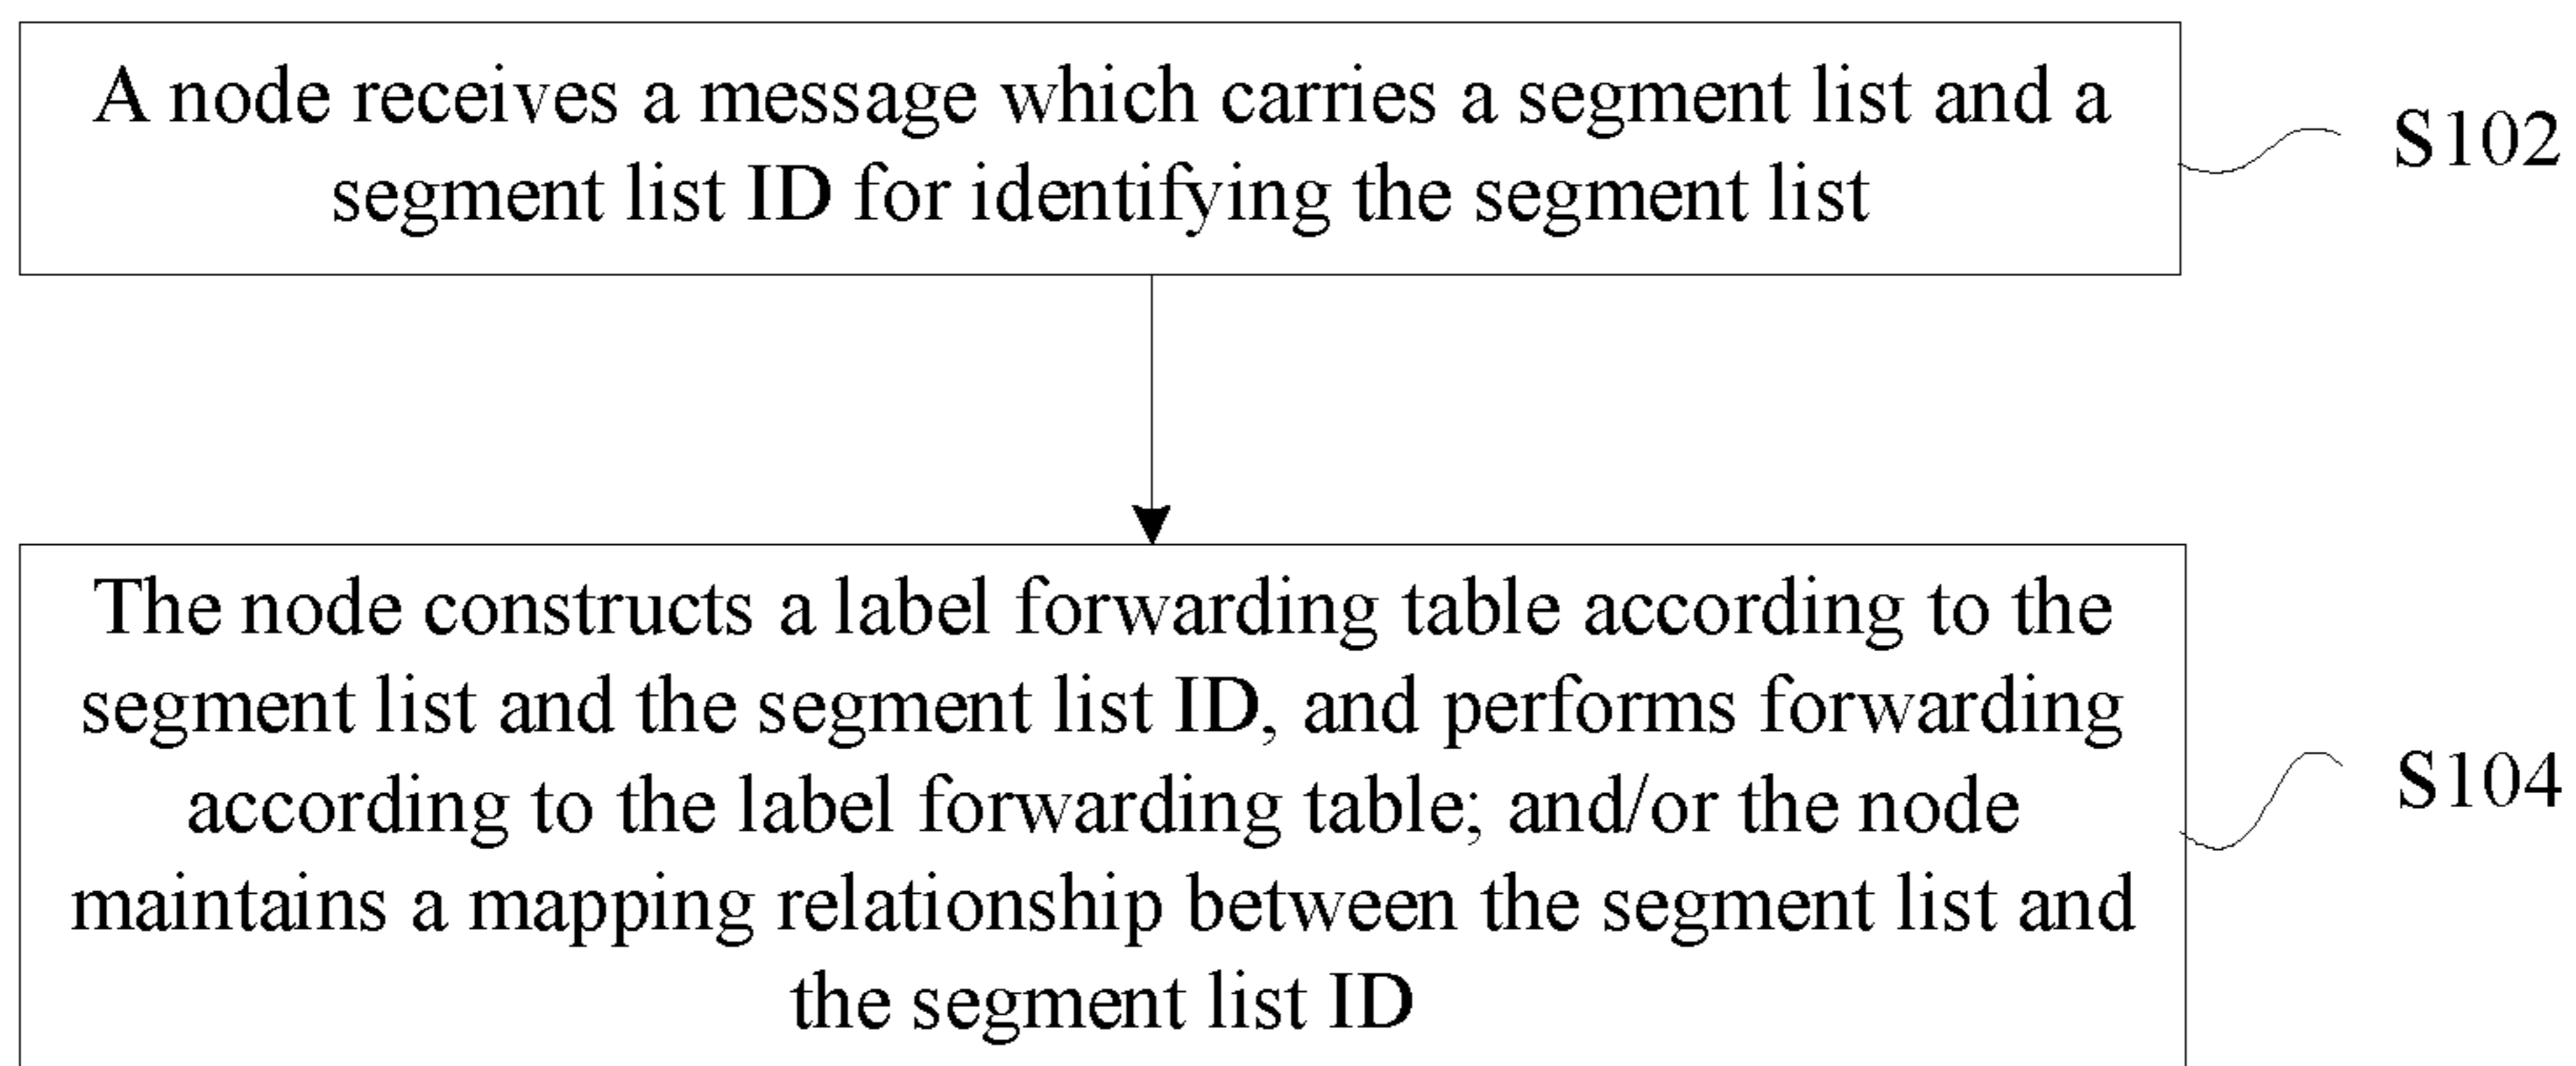 A node receives a message which carries a segment list and a
segment list ID for identifying the segment list
S102
The node constructs a label forwarding table according to the
segment list and the segment list ID, and performs forwarding
according to the label forwarding table; and/or the node
maintains a mapping relationship between the segment list and
the segment list ID
S104